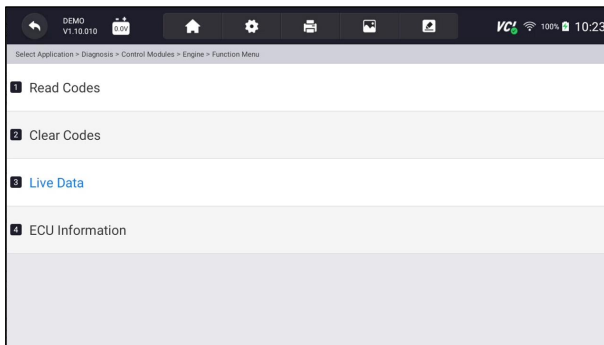 DEMO
V1.10.010
0.0V
VCI
100%
10:23
Select Application > Diagnosis > Control Modules > Engine > Function Menu
1 Read Codes
2 Clear Codes
3 Live Data
4 ECU Information